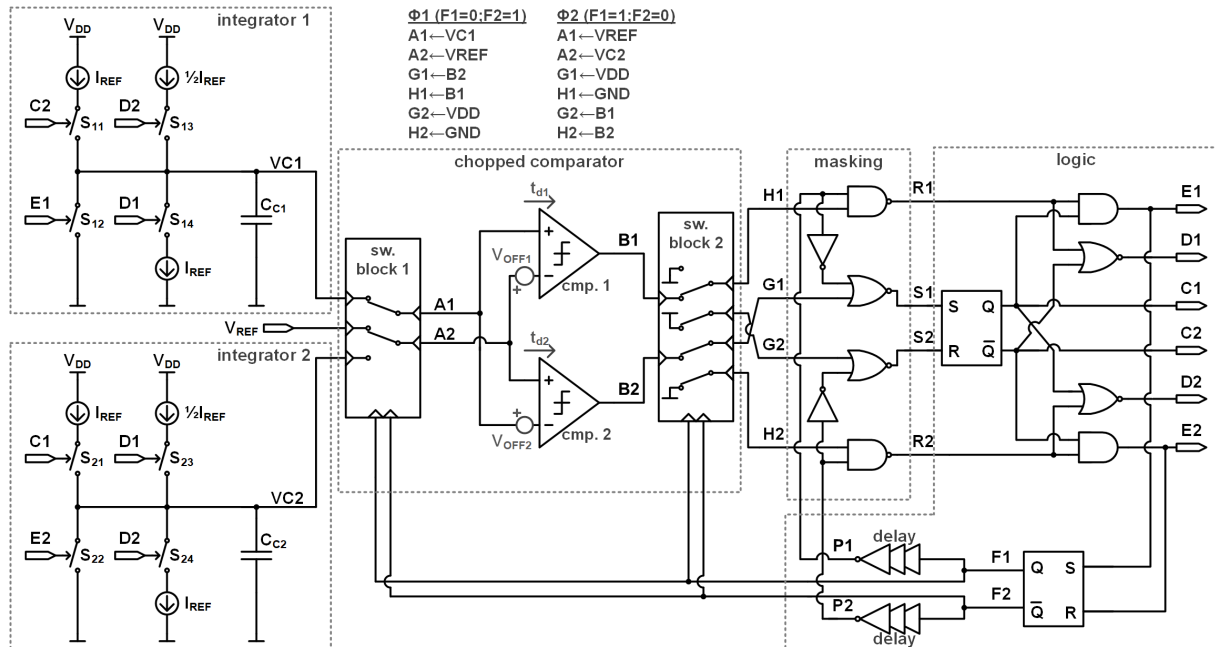 integrator 1
V_DD
V_DD
I_REF
½I_REF
C2
S_11
D2
S_13
VC1
E1
S_12
D1
S_14
C_C1
I_REF
Φ1 (F1=0;F2=1)
A1←VC1
A2←VREF
G1←B2
H1←B1
G2←VDD
H2←GND
Φ2 (F1=1;F2=0)
A1←VREF
A2←VC2
G1←VDD
H1←GND
G2←B1
H2←B2
V_REF
integrator 2
V_DD
V_DD
I_REF
½I_REF
C1
S_21
D1
S_23
VC2
E2
S_22
D2
S_24
C_C2
I_REF
chopped comparator
sw.
block 1
A1
A2
t_d1
V_OFF1
+
+
−
cmp. 1
B1
t_d2
V_OFF2
+
+
−
cmp. 2
B2
sw.
block 2
masking
H1
G1
G2
H2
R1
S1
S2
R2
logic
S
Q
R
Q
E1
D1
C1
C2
D2
E2
delay
P1
F1
P2
F2
delay
Q
S
Q
R